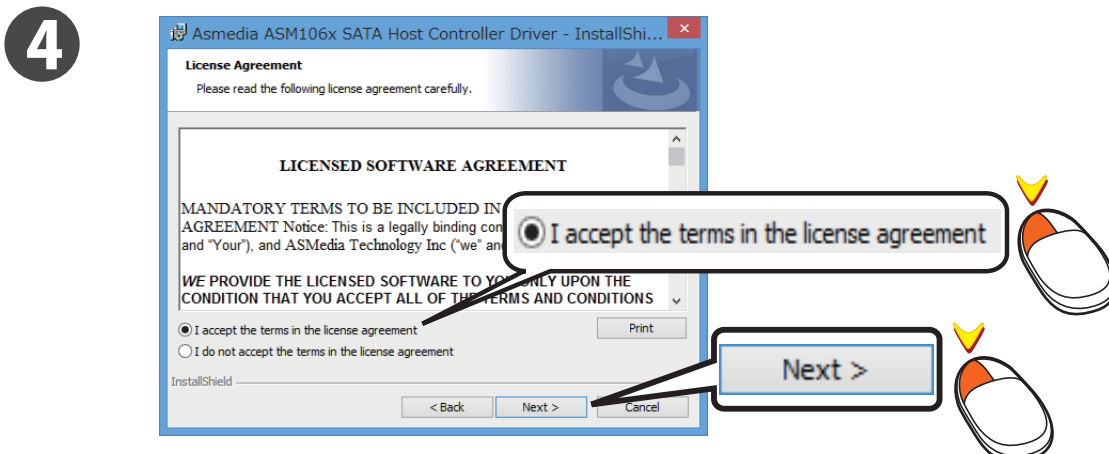 4
Asmedia ASM106x SATA Host Controller Driver - InstallShi...
License Agreement
Please read the following license agreement carefully.
LICENSED SOFTWARE AGREEMENT
MANDATORY TERMS TO BE INCLUDED IN
AGREEMENT Notice: This is a legally binding con
and “Your”), and ASMedia Technology Inc (“we” an
WE PROVIDE THE LICENSED SOFTWARE TO YOU ONLY UPON THE
CONDITION THAT YOU ACCEPT ALL OF THE TERMS AND CONDITIONS
I accept the terms in the license agreement
I accept the terms in the license agreement
Print
I do not accept the terms in the license agreement
Next >
InstallShield
< Back
Next >
Cancel